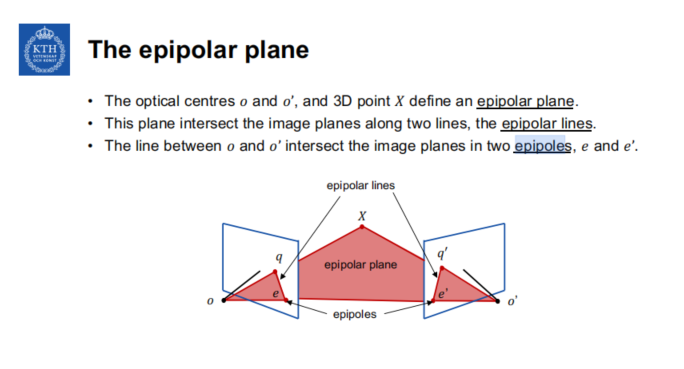 KTH
VETENSKAP
OCH KONST
The epipolar plane
• The optical centres o and o′, and 3D point X define an epipolar plane.
• This plane intersect the image planes along two lines, the epipolar lines.
• The line between o and o′ intersect the image planes in two epipoles, e and e′.
epipolar lines
X
q
q′
epipolar plane
e
e'
o
o'
epipoles